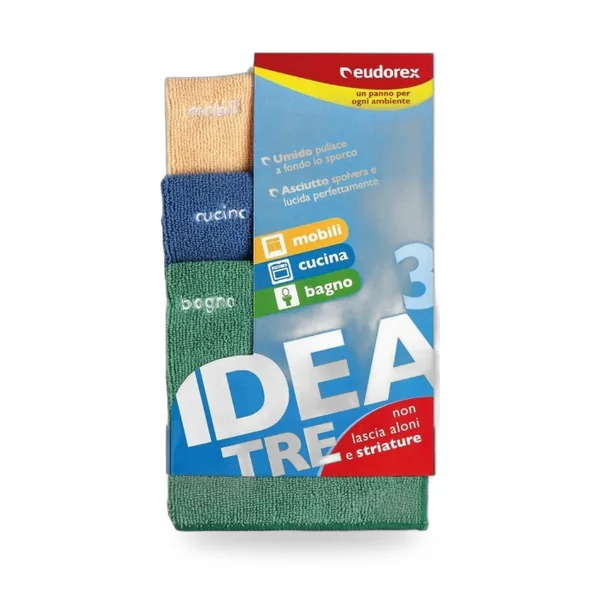 eudorex
un panno per
ogni ambiente
mobili
Umido pulisce
a fondo lo sporco
Asciutto spolvera e
lucida perfettamente
cucina
mobili
cucina
bagno
bagno
3
IDEA
TRE
non
lascia aloni
e striature